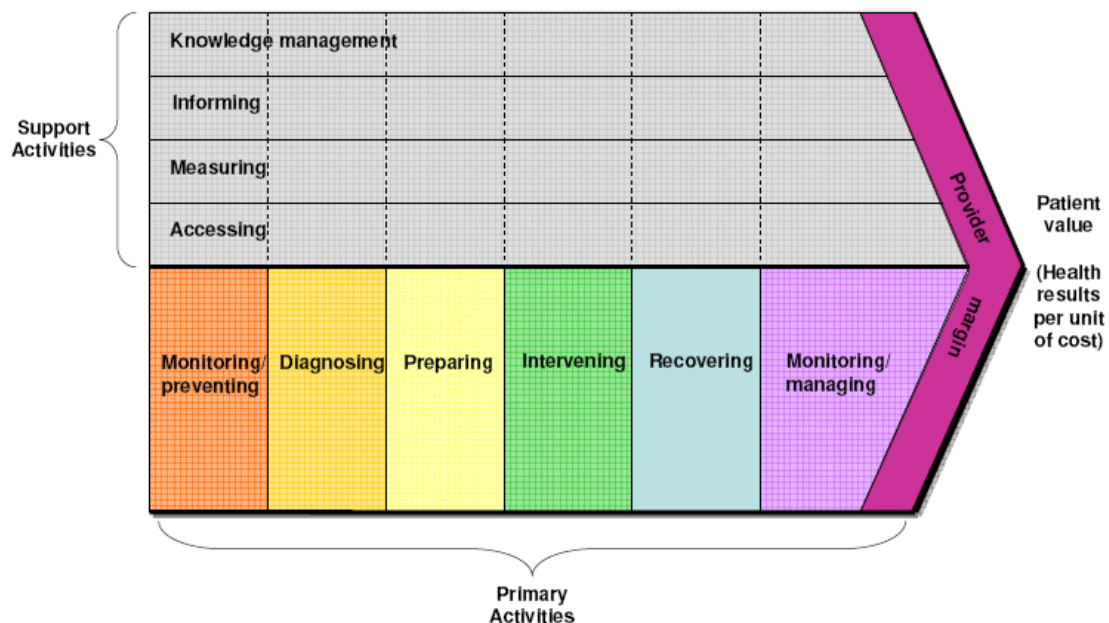 Knowledge management
Informing
Measuring
Accessing
Support
Activities
Monitoring/
preventing
Diagnosing
Preparing
Intervening
Recovering
Monitoring/
managing
Provider
margin
Patient
value
(Health
results
per unit
of cost)
Primary
Activities